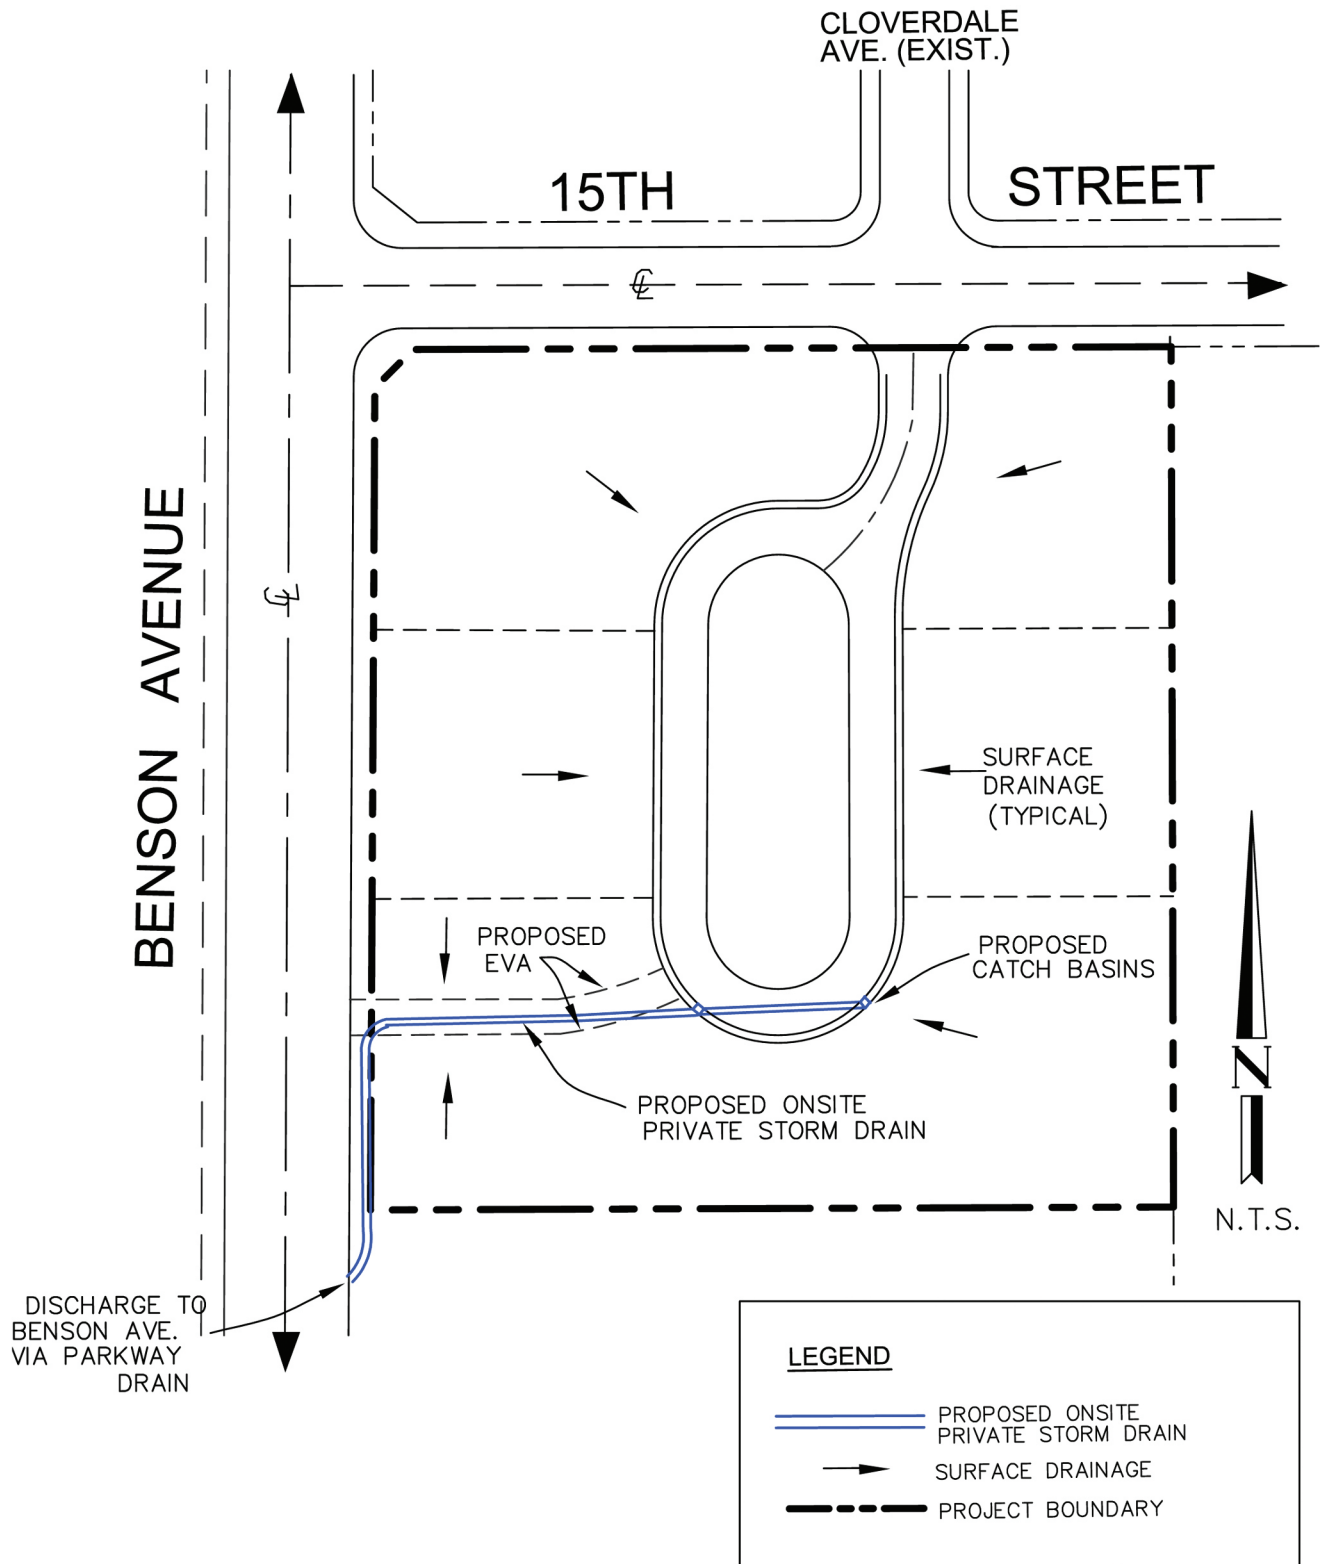 CLOVERDALE
AVE. (EXIST.)
15TH STREET
BENSON AVENUE
SURFACE
DRAINAGE
(TYPICAL)
PROPOSED
EVA
PROPOSED
CATCH BASINS
PROPOSED ONSITE
PRIVATE STORM DRAIN
N
N.T.S.
DISCHARGE TO
BENSON AVE.
VIA PARKWAY
DRAIN
LEGEND
PROPOSED ONSITE
PRIVATE STORM DRAIN
SURFACE DRAINAGE
PROJECT BOUNDARY